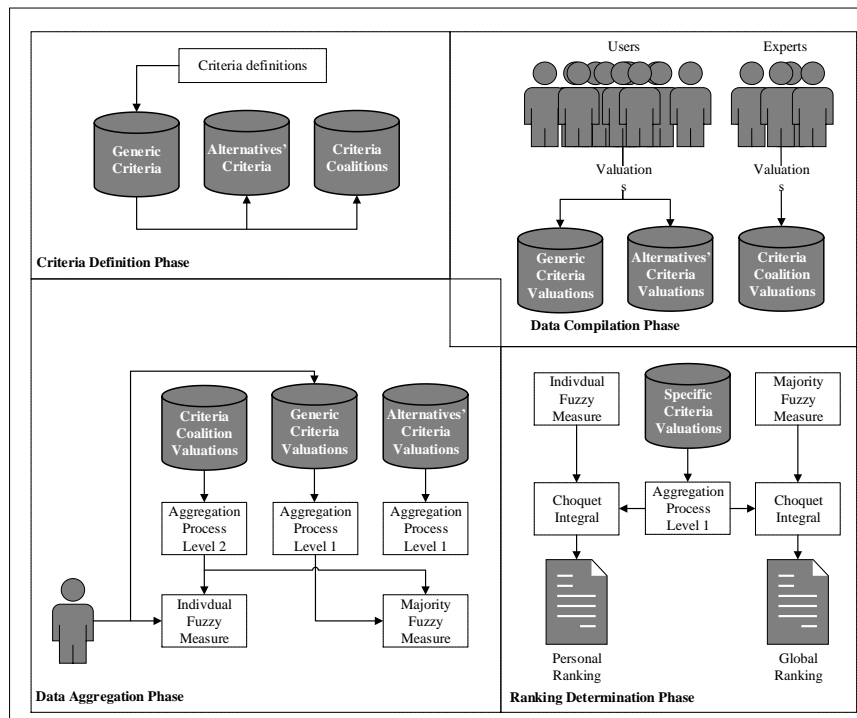 Criteria definitions
Generic
Criteria
Alternatives’
Criteria
Criteria
Coalitions
Criteria Definition Phase
Users
Experts
Valuation
s
Valuation
s
Generic
Criteria
Valuations
Alternatives’
Criteria
Valuations
Criteria
Coalition
Valuations
Data Compilation Phase
Criteria
Coalition
Valuations
Generic
Criteria
Valuations
Alternatives’
Criteria
Valuations
Aggregation
Process
Level 2
Aggregation
Process
Level 1
Aggregation
Process
Level 1
Indivdual
Fuzzy
Measure
Majority
Fuzzy
Measure
Data Aggregation Phase
Indivdual
Fuzzy
Measure
Specific
Criteria
Valuations
Majority
Fuzzy
Measure
Choquet
Integral
Aggregation
Process
Level 1
Choquet
Integral
Personal
Ranking
Global
Ranking
Ranking Determination Phase